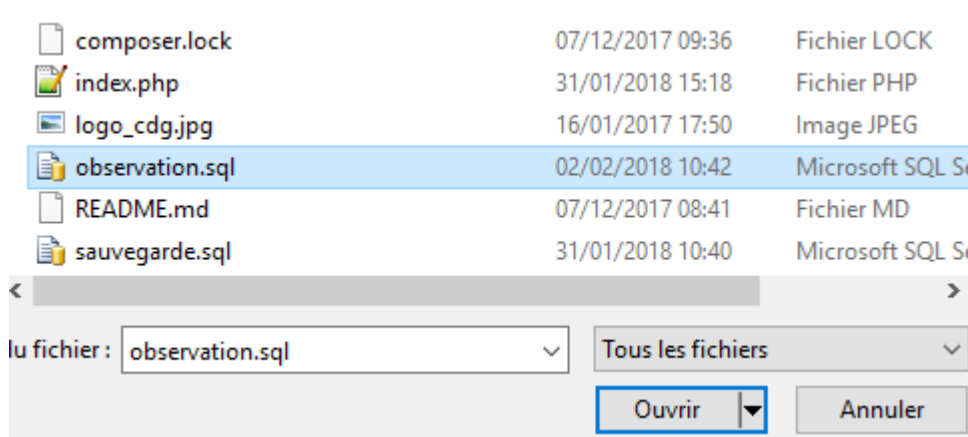 composer.lock 07/12/2017 09:36 Fichier LOCK
index.php 31/01/2018 15:18 Fichier PHP
logo_cdg.jpg 16/01/2017 17:50 Image JPEG
observation.sql 02/02/2018 10:42 Microsoft SQL Se
README.md 07/12/2017 08:41 Fichier MD
sauvegarde.sql 31/01/2018 10:40 Microsoft SQL Se
du fichier : observation.sql Tous les fichiers
Ouvrir Annuler